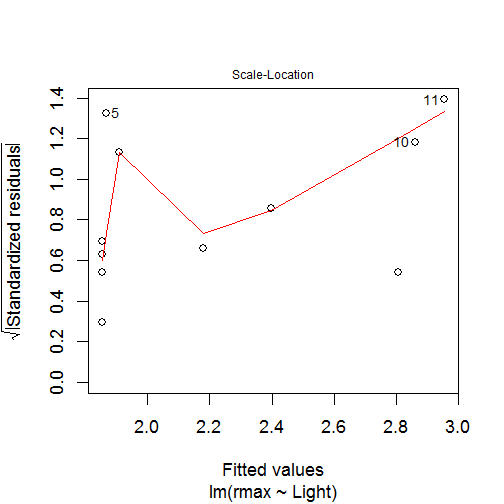 Scale-Location
√|Standardized residuals|
1.4
1.2
1.0
0.8
0.6
0.4
0.2
0.0
5
11
10
2.0 2.2 2.4 2.6 2.8 3.0
Fitted values
lm(rmax ~ Light)